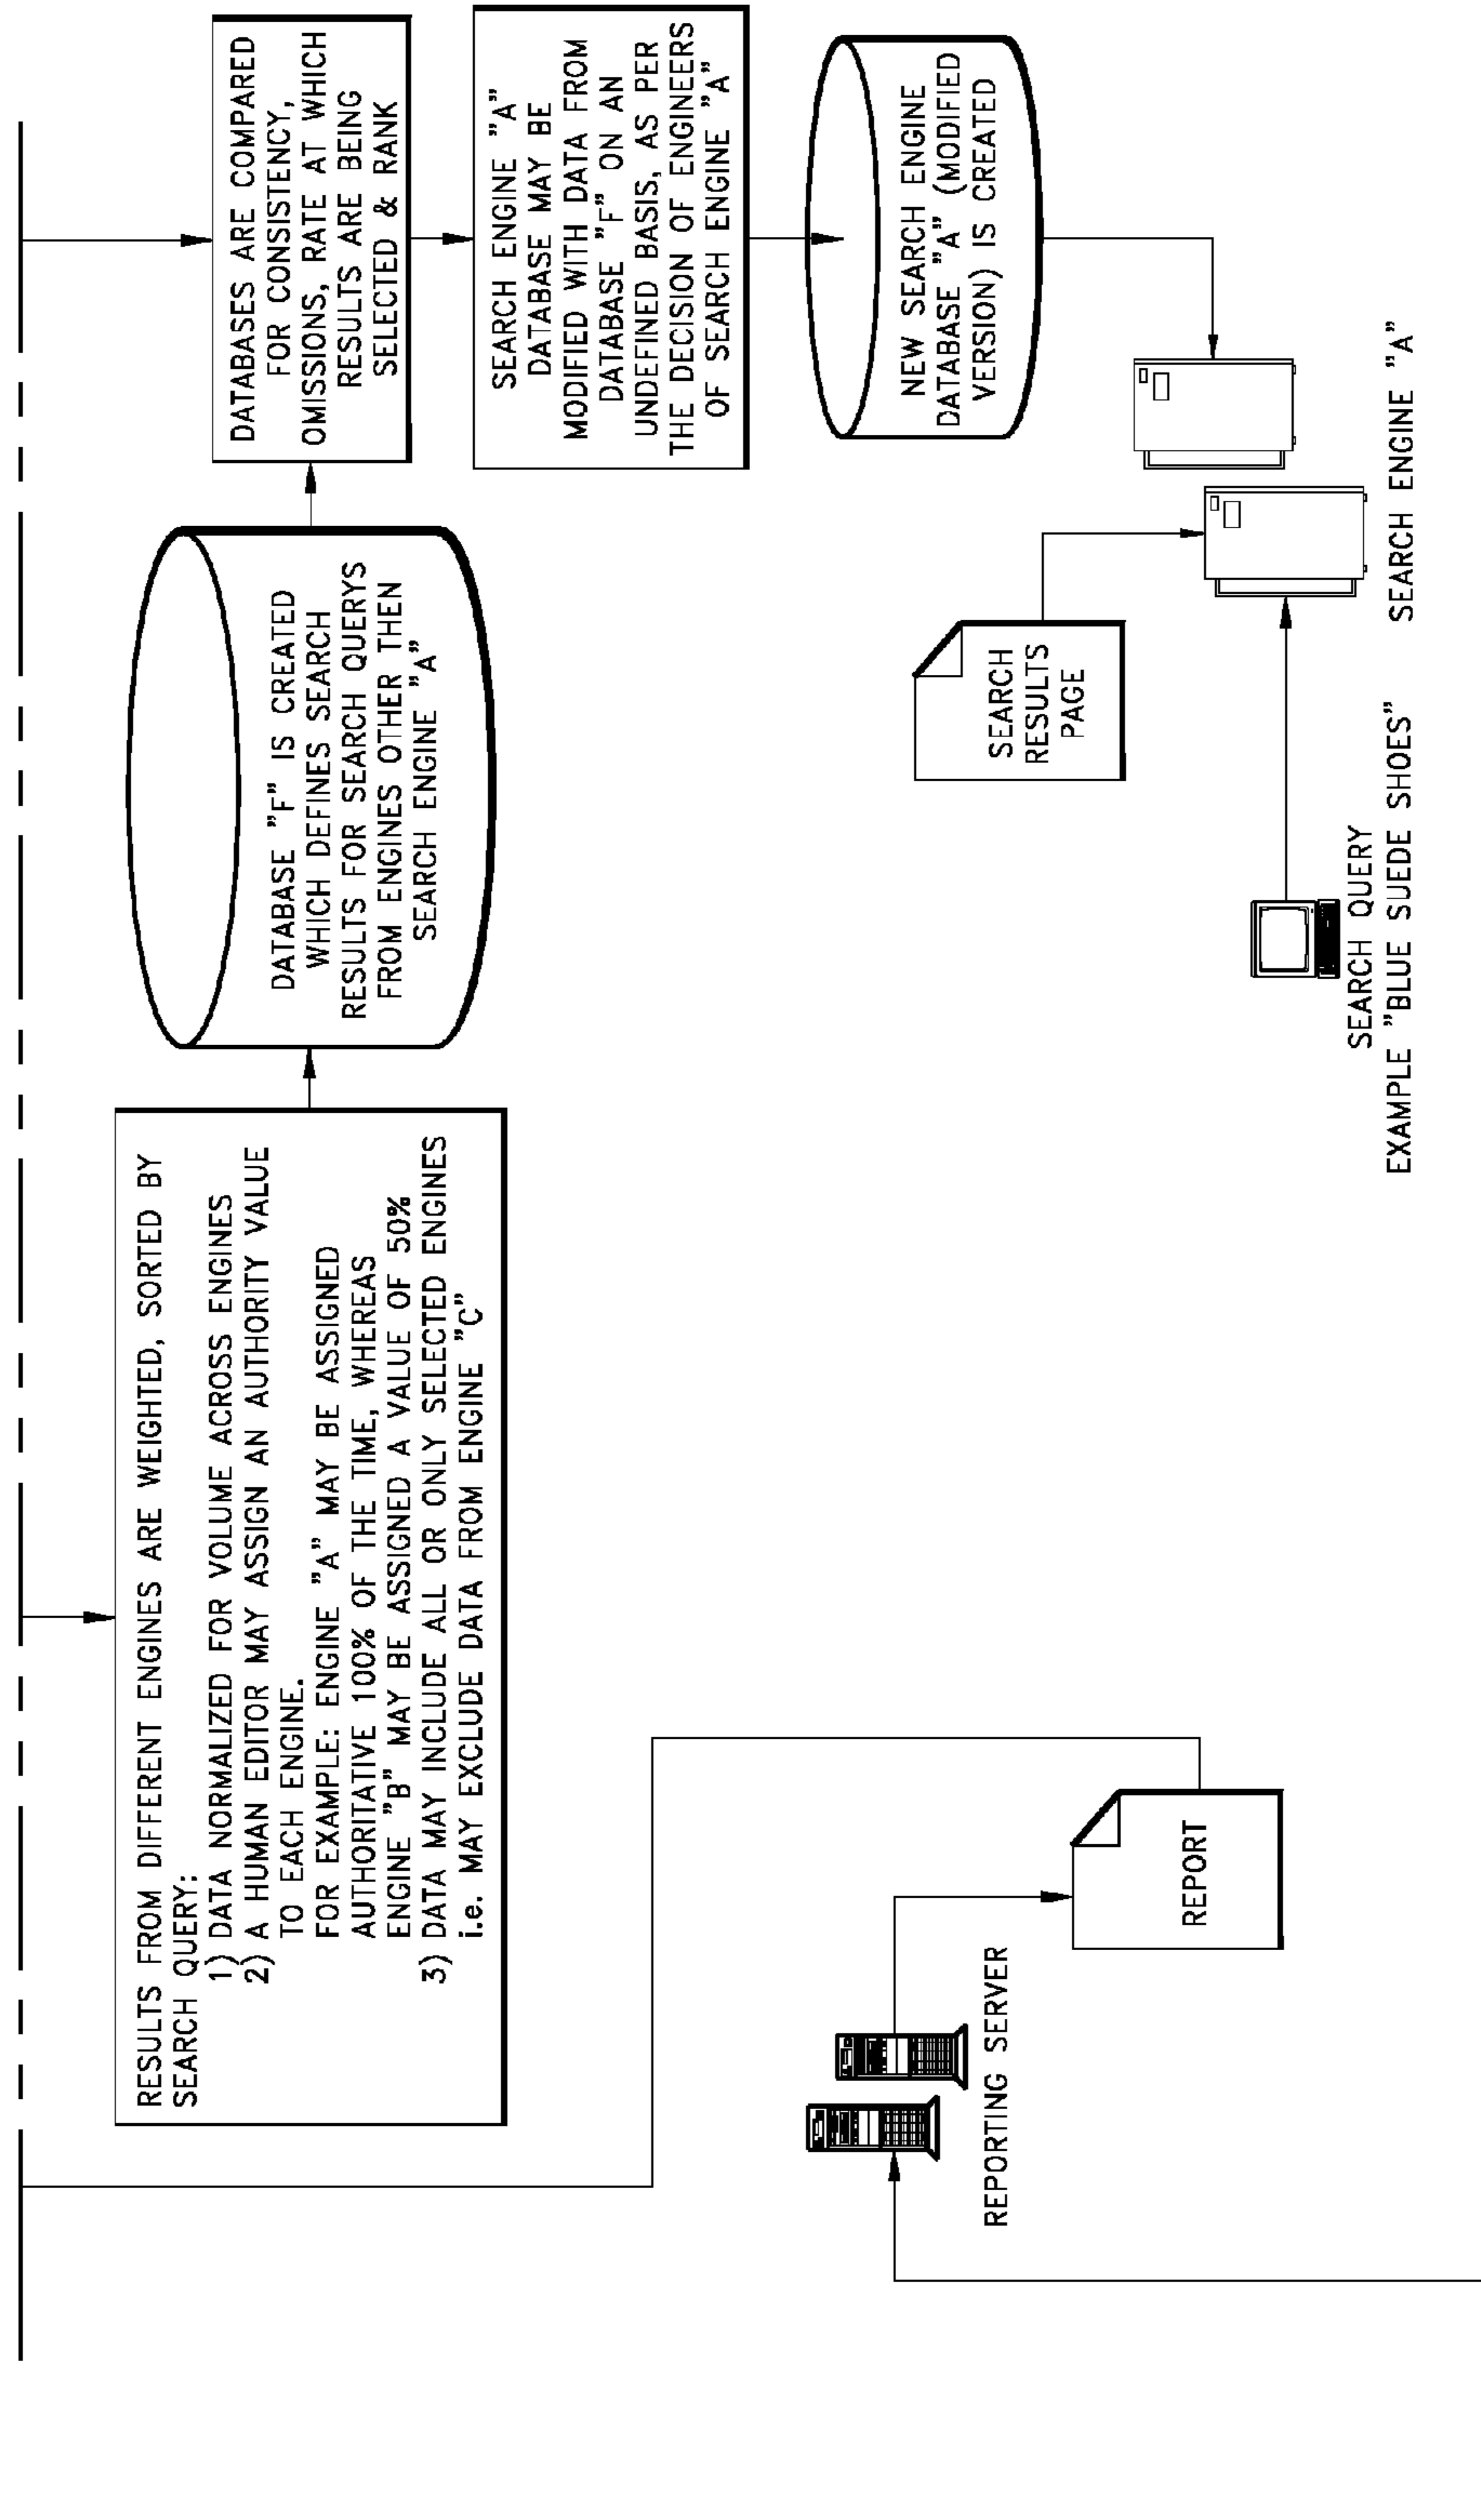 RESULTS FROM DIFFERENT ENGINES ARE WEIGHTED, SORTED BY
SEARCH QUERY:
1) DATA NORMALIZED FOR VOLUME ACROSS ENGINES
2) A HUMAN EDITOR MAY ASSIGN AN AUTHORITY VALUE
TO EACH ENGINE.
FOR EXAMPLE: ENGINE "A" MAY BE ASSIGNED
AUTHORITATIVE 100% OF THE TIME, WHEREAS
ENGINE "B" MAY BE ASSIGNED A VALUE OF 50%
3) DATA MAY INCLUDE ALL OR ONLY SELECTED ENGINES
i.e. MAY EXCLUDE DATA FROM ENGINE "C"
DATABASE "F" IS CREATED
WHICH DEFINES SEARCH
RESULTS FOR SEARCH QUERYS
FROM ENGINES OTHER THEN
SEARCH ENGINE "A"
DATABASES ARE COMPARED
FOR CONSISTENCY,
OMISSIONS, RATE AT WHICH
RESULTS ARE BEING
SELECTED & RANK
SEARCH ENGINE "A"
DATABASE MAY BE
MODIFIED WITH DATA FROM
DATABASE "F" ON AN
UNDEFINED BASIS, AS PER
THE DECISION OF ENGINEERS
OF SEARCH ENGINE "A"
NEW SEARCH ENGINE
DATABASE "A" (MODIFIED
VERSION) IS CREATED
REPORTING SERVER
REPORT
SEARCH
RESULTS
PAGE
SEARCH QUERY
EXAMPLE "BLUE SUEDE SHOES"
SEARCH ENGINE "A"